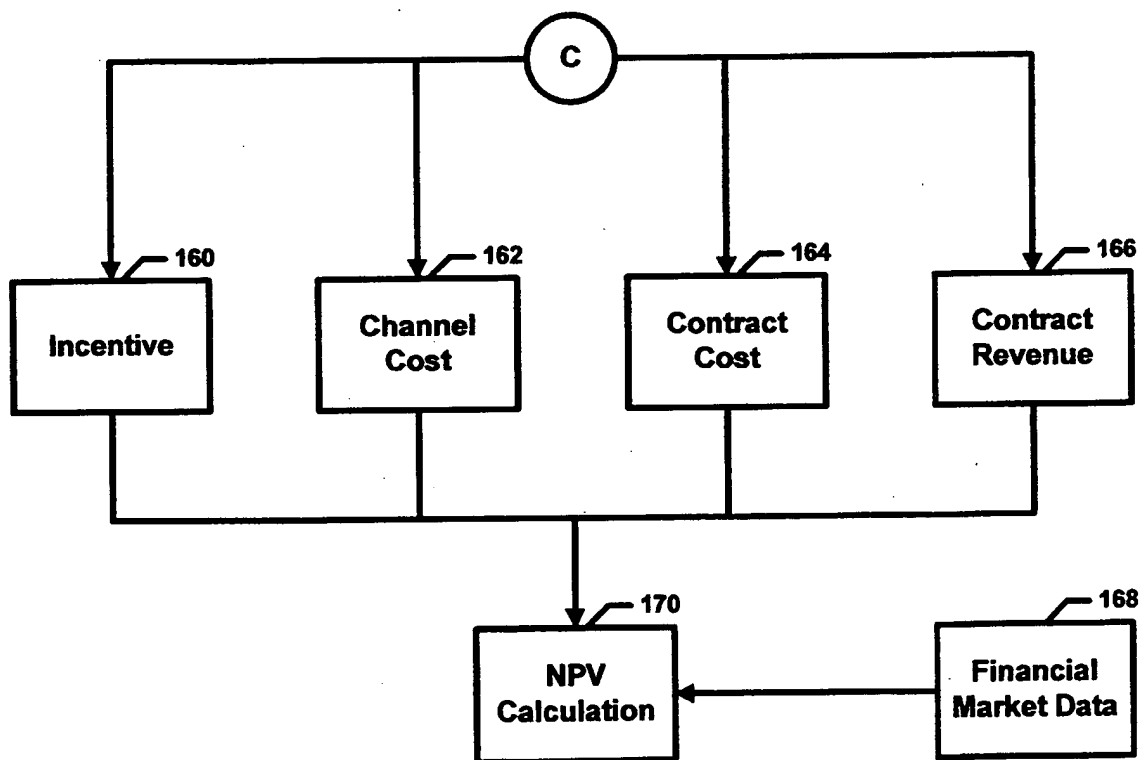 C
160
162
164
166
Incentive
Channel
Cost
Contract
Cost
Contract
Revenue
170
168
NPV
Calculation
Financial
Market Data